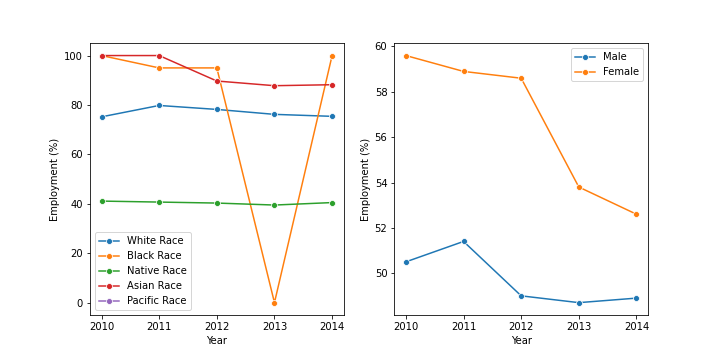 100
80
60
40
20
0
Employment (%)
White Race
Black Race
Native Race
Asian Race
Pacific Race
2010 2011 2012 2013 2014
Year
60
58
56
54
52
50
Employment (%)
Male
Female
2010 2011 2012 2013 2014
Year